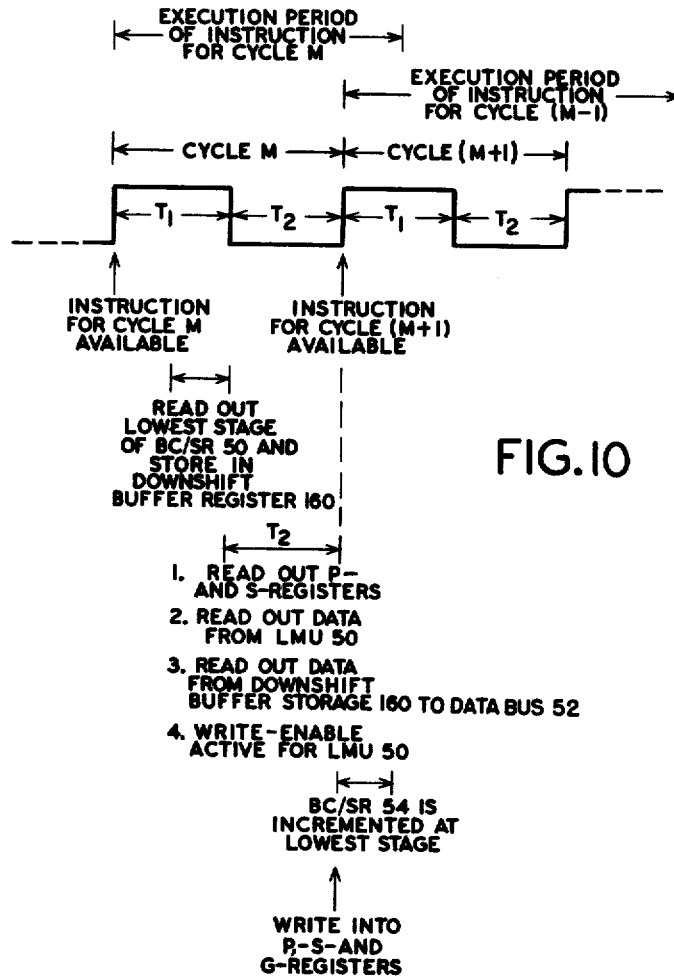 EXECUTION PERIOD
OF INSTRUCTION
FOR CYCLE M
EXECUTION PERIOD
OF INSTRUCTION
FOR CYCLE (M-1)
CYCLE M
CYCLE (M+1)
T1
T2
T1
T2
INSTRUCTION
FOR CYCLE M
AVAILABLE
INSTRUCTION
FOR CYCLE (M+1)
AVAILABLE
READ OUT
LOWEST STAGE
OF BC/SR 50 AND
STORE IN
DOWNSHIFT
BUFFER REGISTER 160
FIG.10
T2
1. READ OUT P-
AND S-REGISTERS
2. READ OUT DATA
FROM LMU 50
3. READ OUT DATA
FROM DOWNSHIFT
BUFFER STORAGE 160 TO DATA BUS 52
4. WRITE-ENABLE
ACTIVE FOR LMU 50
BC/SR 54 IS
INCREMENTED AT
LOWEST STAGE
WRITE INTO
P,-S-AND
G-REGISTERS